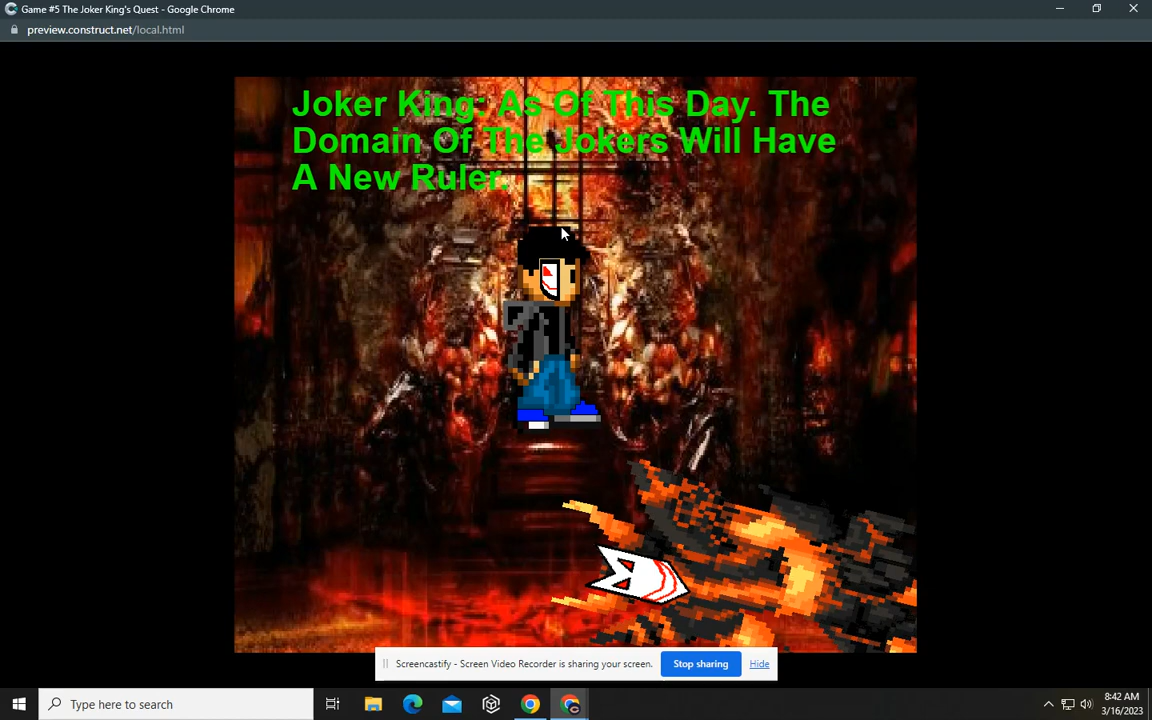 Game #5 The Joker King's Quest - Google Chrome
preview.construct.net/local.html
Joker King: As Of This Day. The
Domain Of The Jokers Will Have
A New Ruler.
Screencastify - Screen Video Recorder is sharing your screen.
Stop sharing
Hide
Type here to search
8:42 AM
3/16/2023